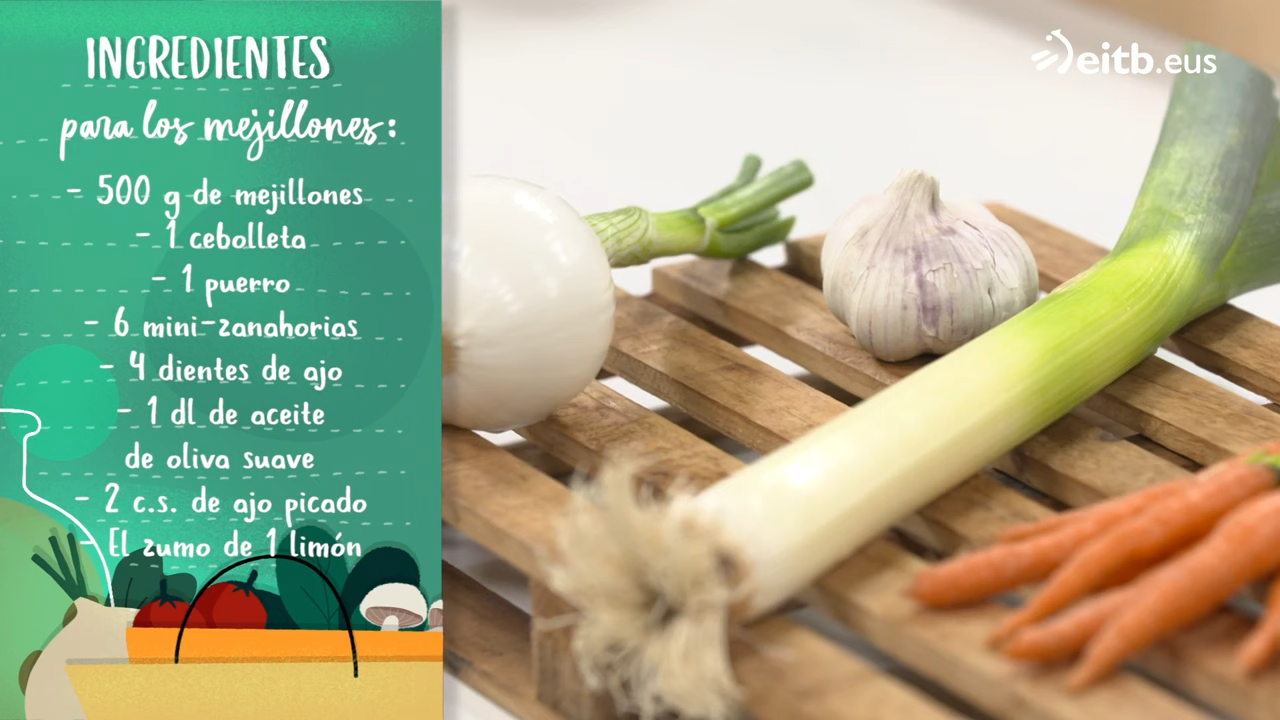 INGREDIENTES
para los mejillones:
- 500 g de mejillones
- 1 cebolleta
- 1 puerro
- 6 mini-zanahorias
- 4 dientes de ajo
- 1 dl de aceite
de oliva suave
- 2 c.s. de ajo picado
- El zumo de 1 limón
eitb.eus